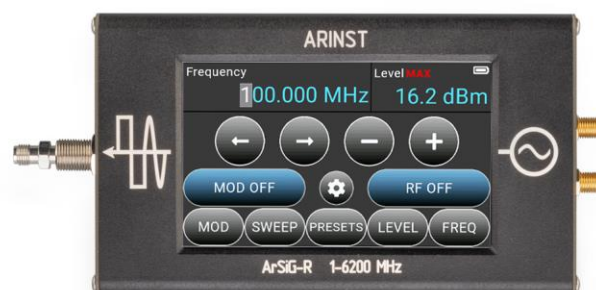 ARINST
Frequency
Level MAX
100.000 MHz
16.2 dBm
← → − +
MOD OFF
RF OFF
MOD SWEEP PRESETS LEVEL FREQ
ArSiG-R 1-6200 MHz